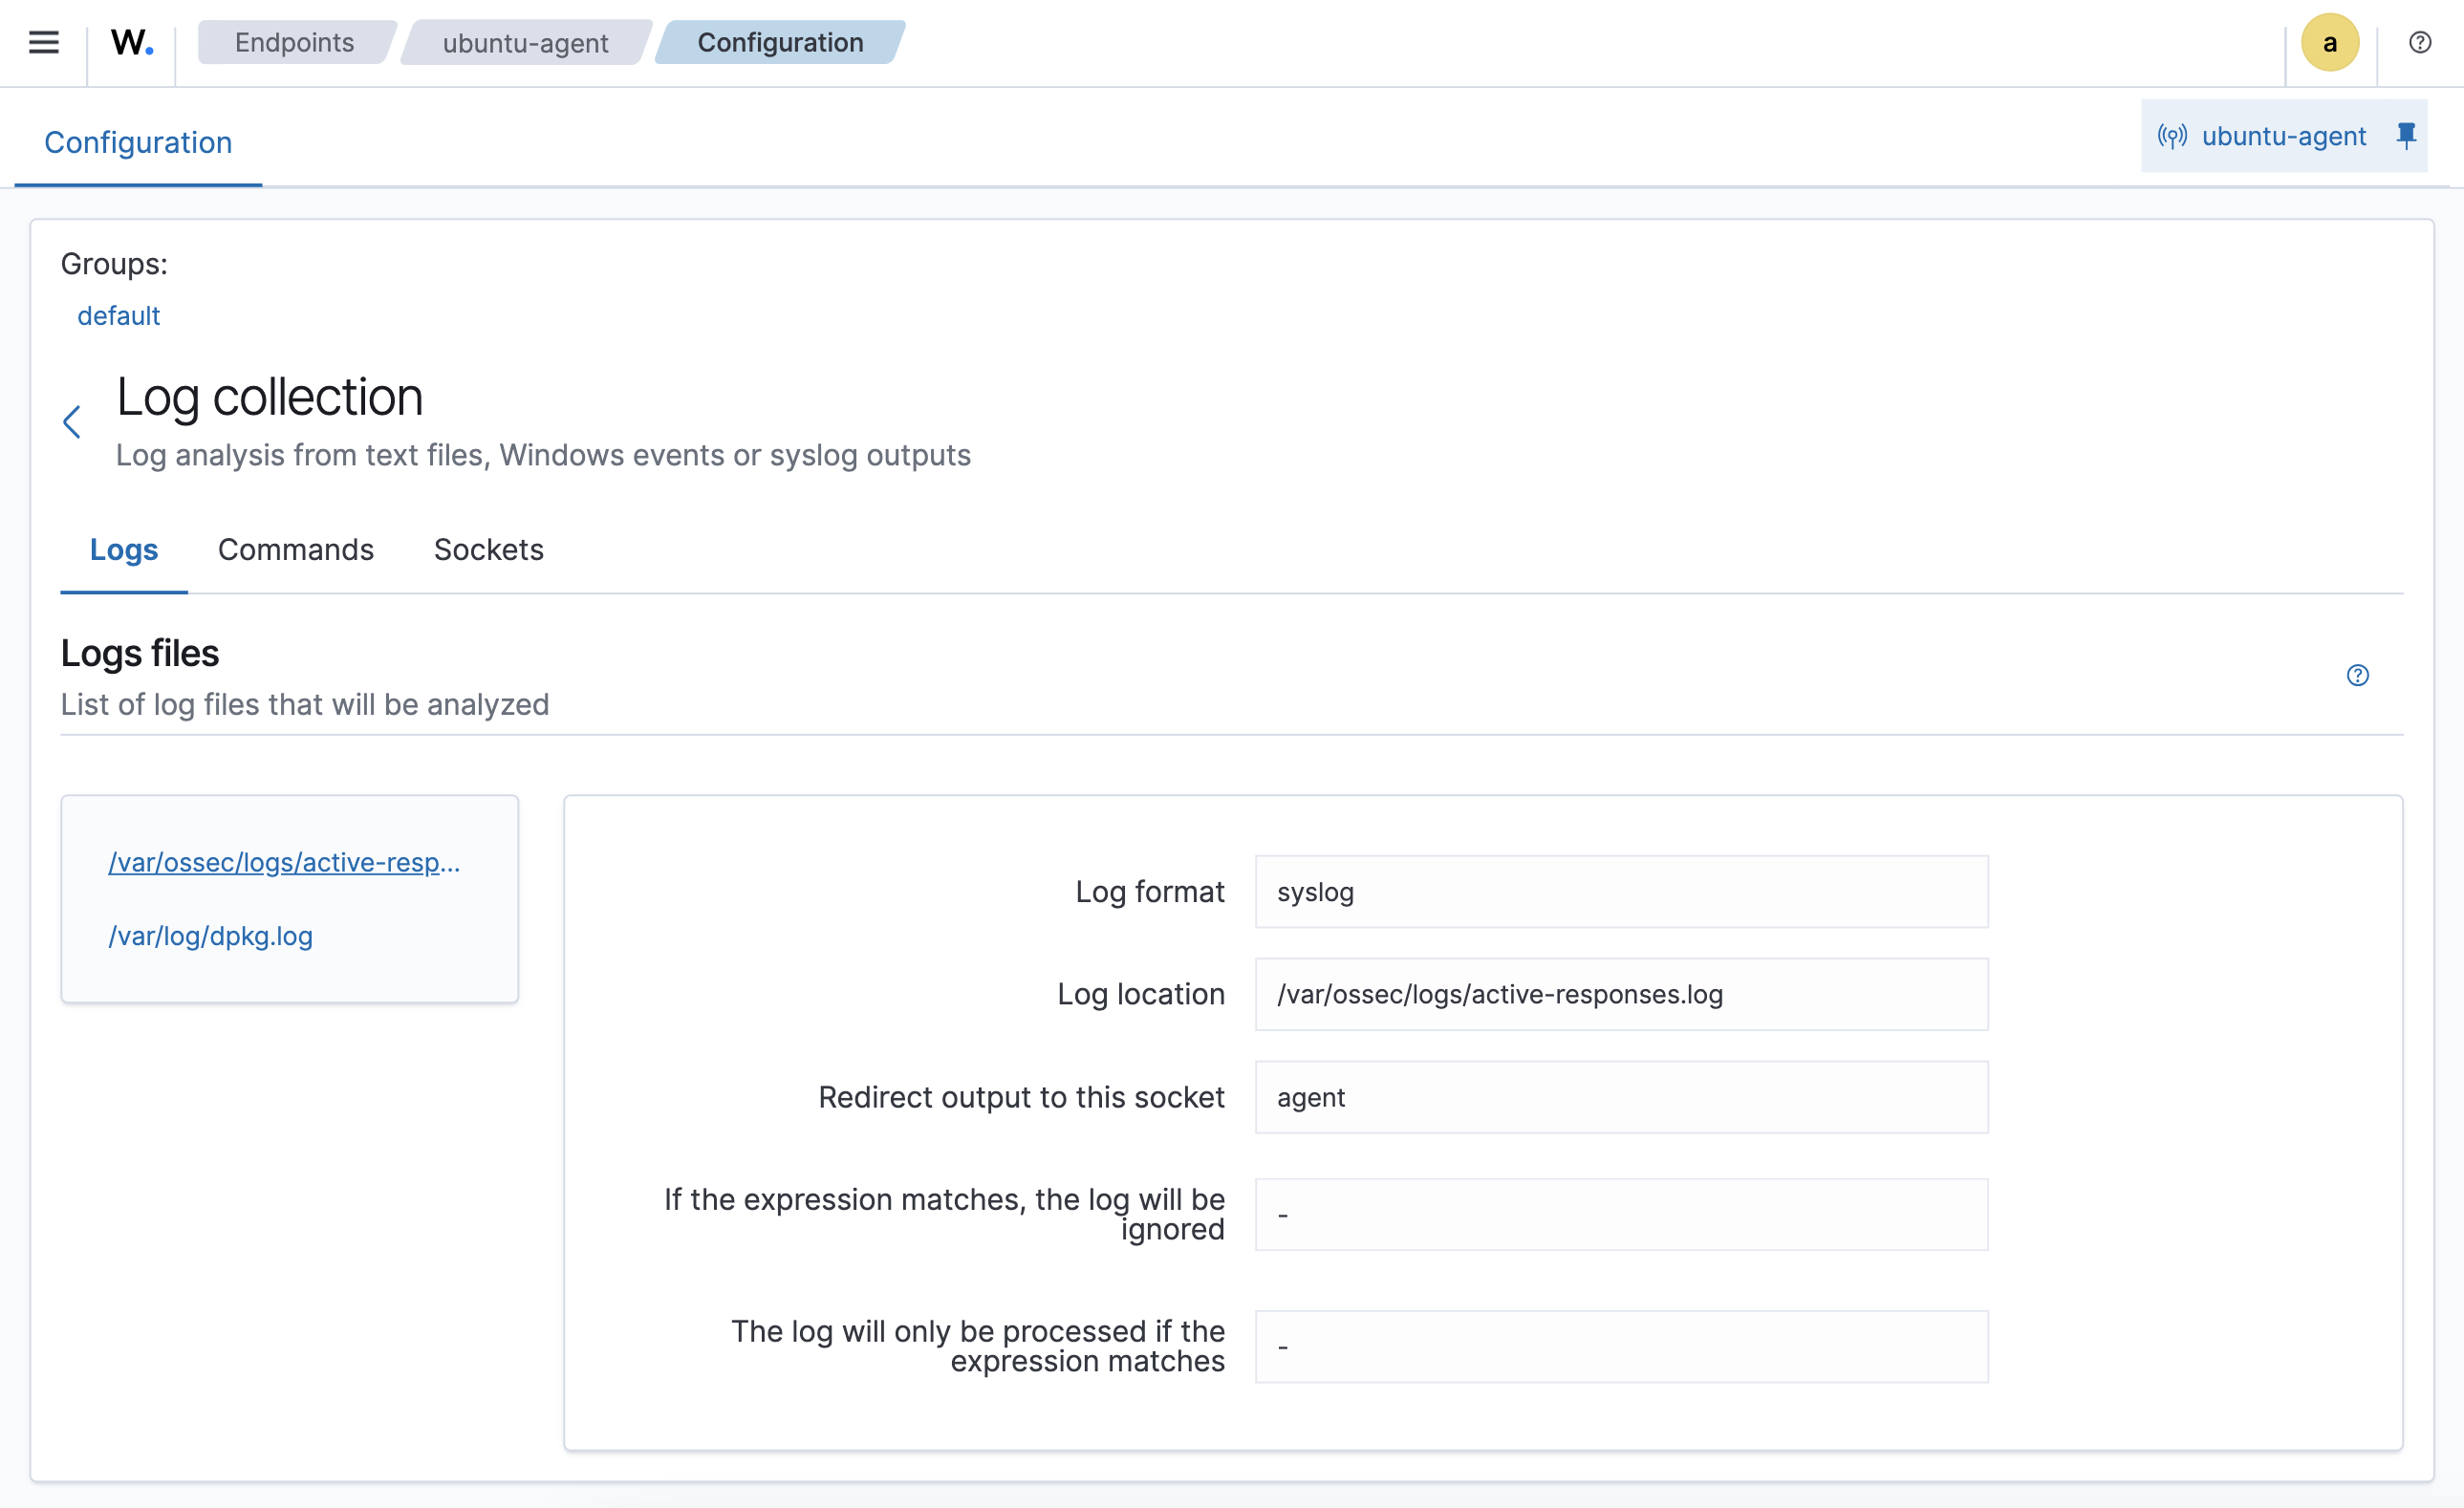 W.
Endpoints
ubuntu-agent
Configuration
a
?
Configuration
ubuntu-agent
Groups:
default
Log collection
Log analysis from text files, Windows events or syslog outputs
Logs
Commands
Sockets
Logs files
List of log files that will be analyzed
?
/var/ossec/logs/active-resp...
/var/log/dpkg.log
Log format
syslog
Log location
/var/ossec/logs/active-responses.log
Redirect output to this socket
agent
If the expression matches, the log will be
ignored
-
The log will only be processed if the
expression matches
-